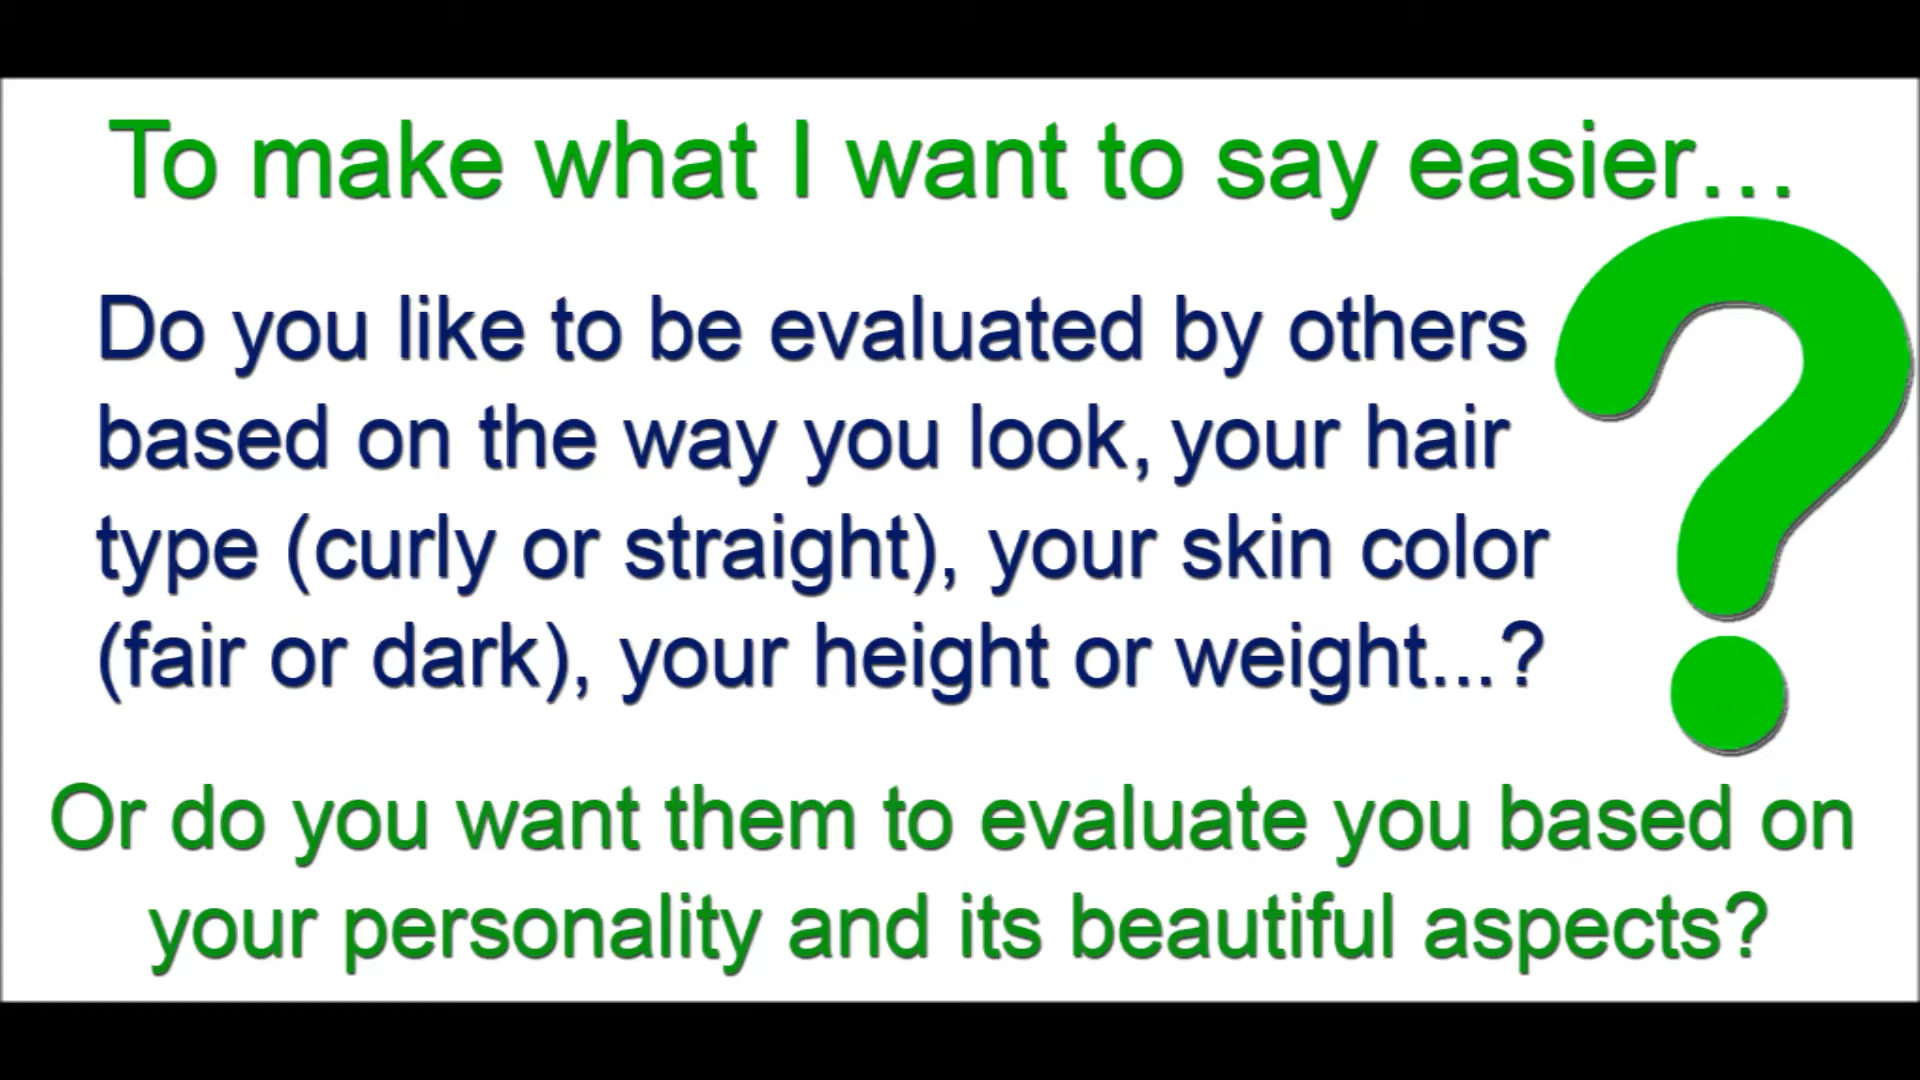 To make what I want to say easier...
Do you like to be evaluated by others
based on the way you look, your hair
type (curly or straight), your skin color
(fair or dark), your height or weight...?
Or do you want them to evaluate you based on
your personality and its beautiful aspects?
?